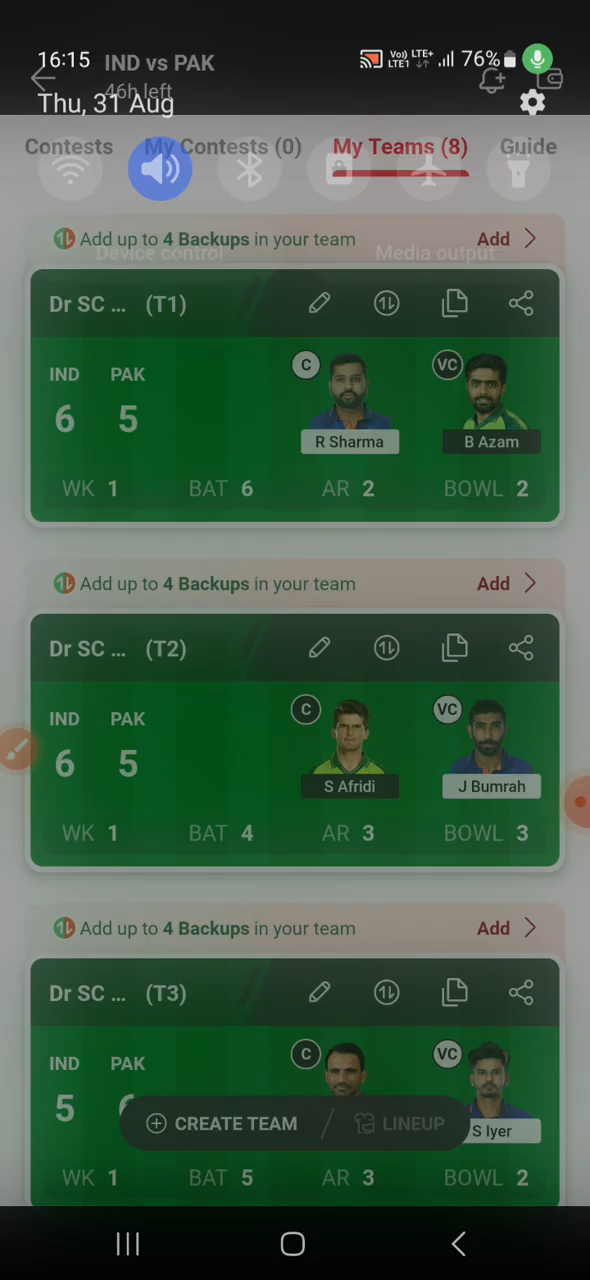 16:15 IND vs PAK Vo)) LTE+ LTE1 76%
46h left
Thu, 31 Aug
Contests My Contests (0) My Teams (8) Guide
Add up to 4 Backups in your team Add
Device control Media output
Dr SC ... (T1)
C VC
IND PAK
6 5
R Sharma B Azam
WK 1 BAT 6 AR 2 BOWL 2
Add up to 4 Backups in your team Add
Dr SC ... (T2)
C VC
IND PAK
6 5
S Afridi J Bumrah
WK 1 BAT 4 AR 3 BOWL 3
Add up to 4 Backups in your team Add
Dr SC ... (T3)
C VC
IND PAK
5
CREATE TEAM LINEUP S Iyer
WK 1 BAT 5 AR 3 BOWL 2